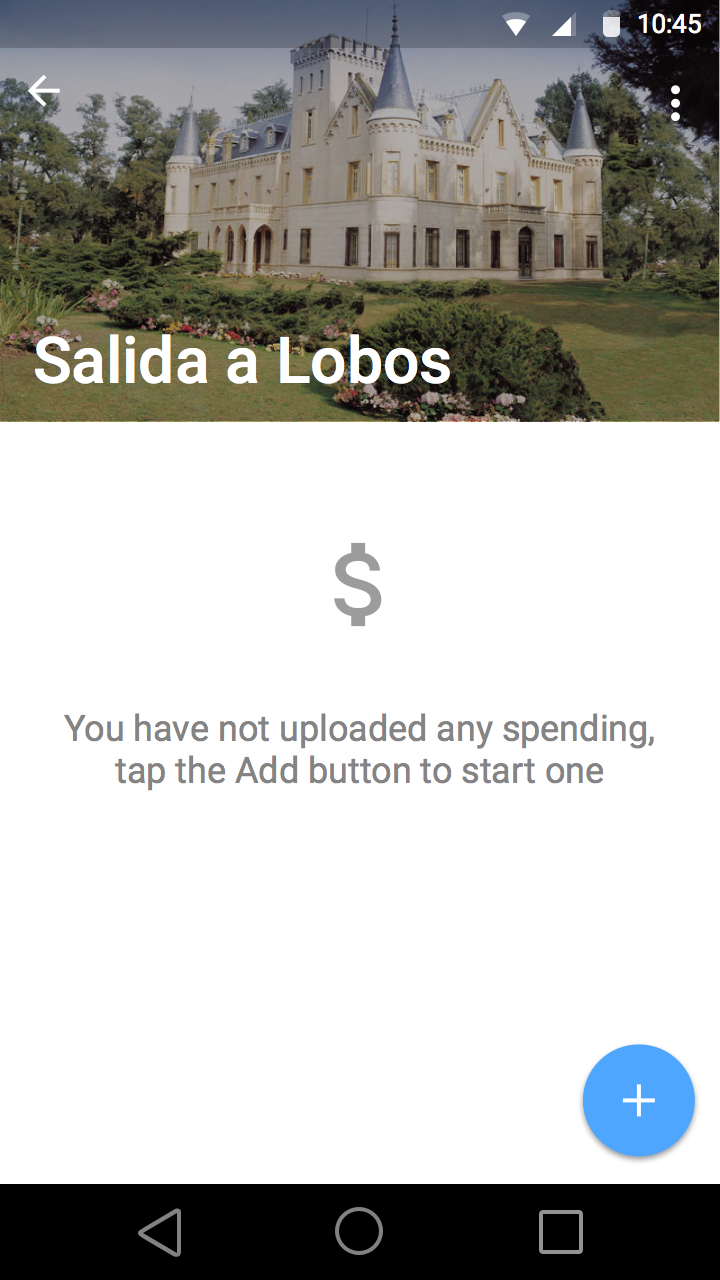 10:45
Salida a Lobos
$
You have not uploaded any spending,
tap the Add button to start one